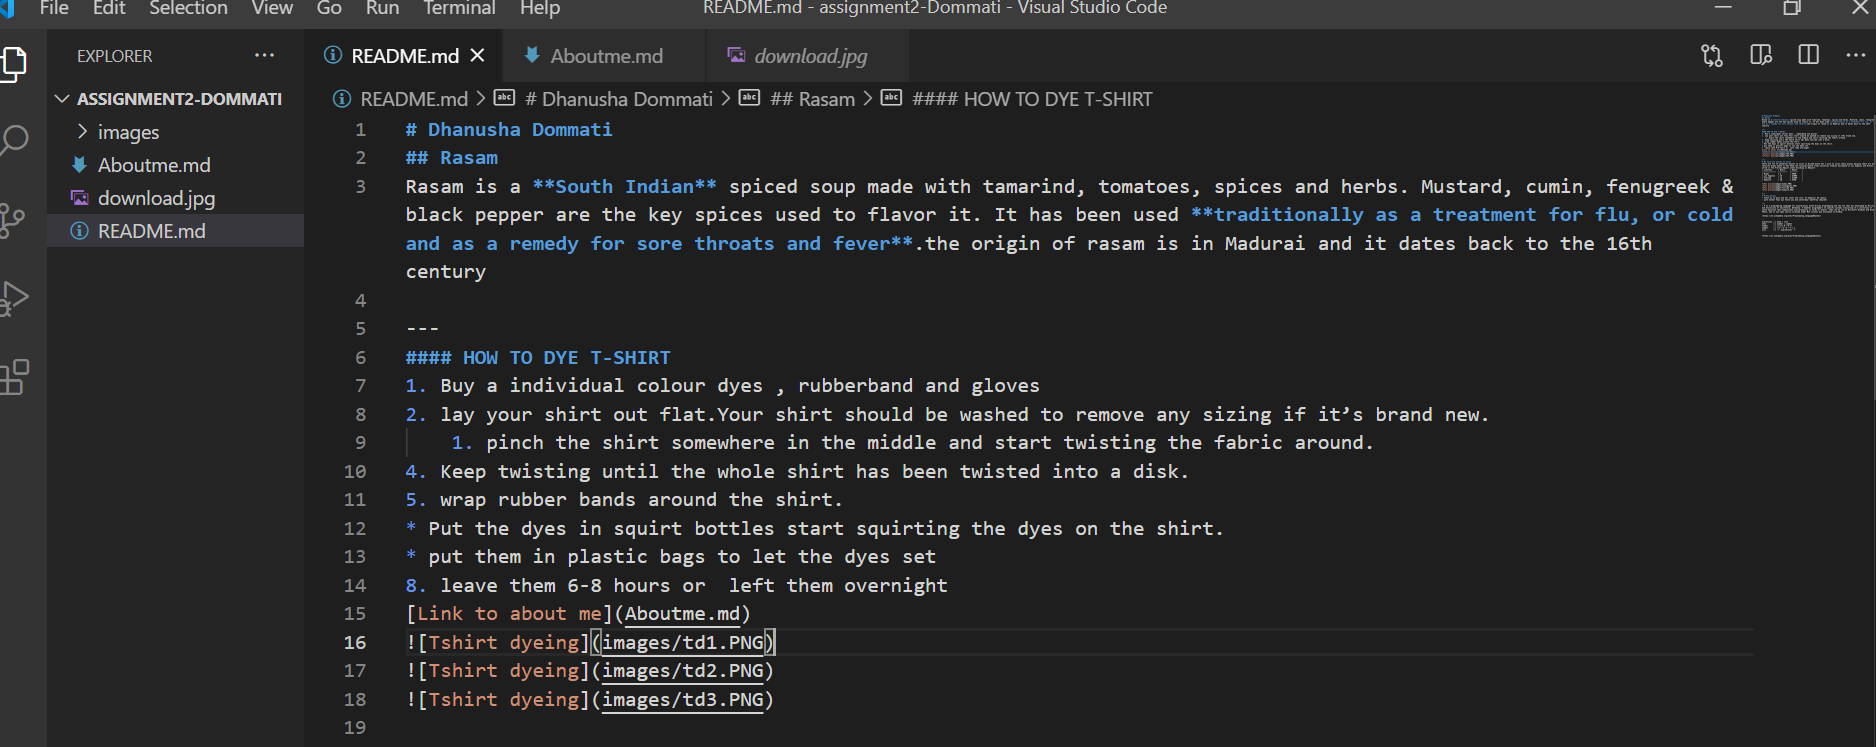 File Edit Selection View Go Run Terminal Help README.md - assignment2-Dommati - Visual Studio Code
EXPLORER ···
README.md Aboutme.md download.jpg
ASSIGNMENT2-DOMMATI
images
Aboutme.md
download.jpg
README.md
README.md > # Dhanusha Dommati > ## Rasam > #### HOW TO DYE T-SHIRT
1 # Dhanusha Dommati
2 ## Rasam
3 Rasam is a **South Indian** spiced soup made with tamarind, tomatoes, spices and herbs. Mustard, cumin, fenugreek &
black pepper are the key spices used to flavor it. It has been used **traditionally as a treatment for flu, or cold
and as a remedy for sore throats and fever**.the origin of rasam is in Madurai and it dates back to the 16th
century
4
5 ---
6 #### HOW TO DYE T-SHIRT
7 1. Buy a individual colour dyes , rubberband and gloves
8 2. lay your shirt out flat.Your shirt should be washed to remove any sizing if it’s brand new.
9 1. pinch the shirt somewhere in the middle and start twisting the fabric around.
10 4. Keep twisting until the whole shirt has been twisted into a disk.
11 5. wrap rubber bands around the shirt.
12 * Put the dyes in squirt bottles start squirting the dyes on the shirt.
13 * put them in plastic bags to let the dyes set
14 8. leave them 6-8 hours or  left them overnight
15 [Link to about me](Aboutme.md)
16 ![Tshirt dyeing](images/td1.PNG)
17 ![Tshirt dyeing](images/td2.PNG)
18 ![Tshirt dyeing](images/td3.PNG)
19